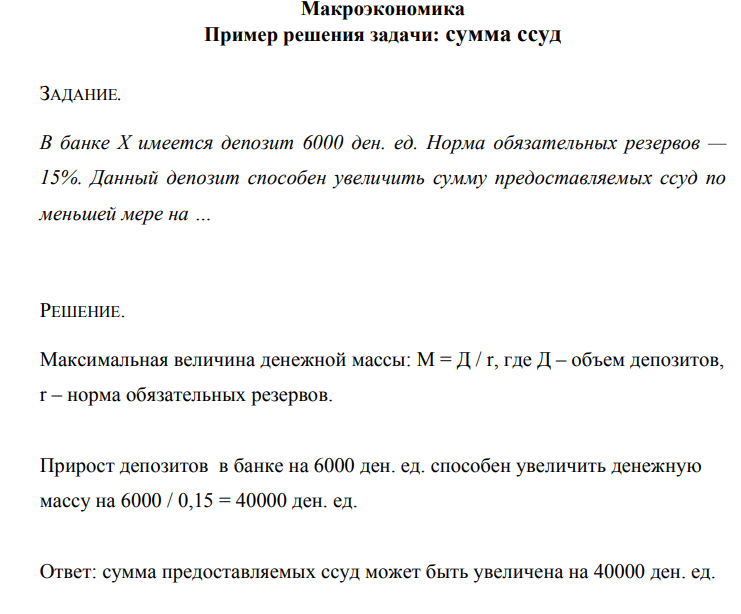 Макроэкономика
Пример решения задачи: сумма ссуд
ЗАДАНИЕ.
В банке X имеется депозит 6000 ден. ед. Норма обязательных резервов —
15%. Данный депозит способен увеличить сумму предоставляемых ссуд по
меньшей мере на …
РЕШЕНИЕ.
Максимальная величина денежной массы: М = Д / r, где Д – объем депозитов,
r – норма обязательных резервов.
Прирост депозитов в банке на 6000 ден. ед. способен увеличить денежную
массу на 6000 / 0,15 = 40000 ден. ед.
Ответ: сумма предоставляемых ссуд может быть увеличена на 40000 ден. ед.